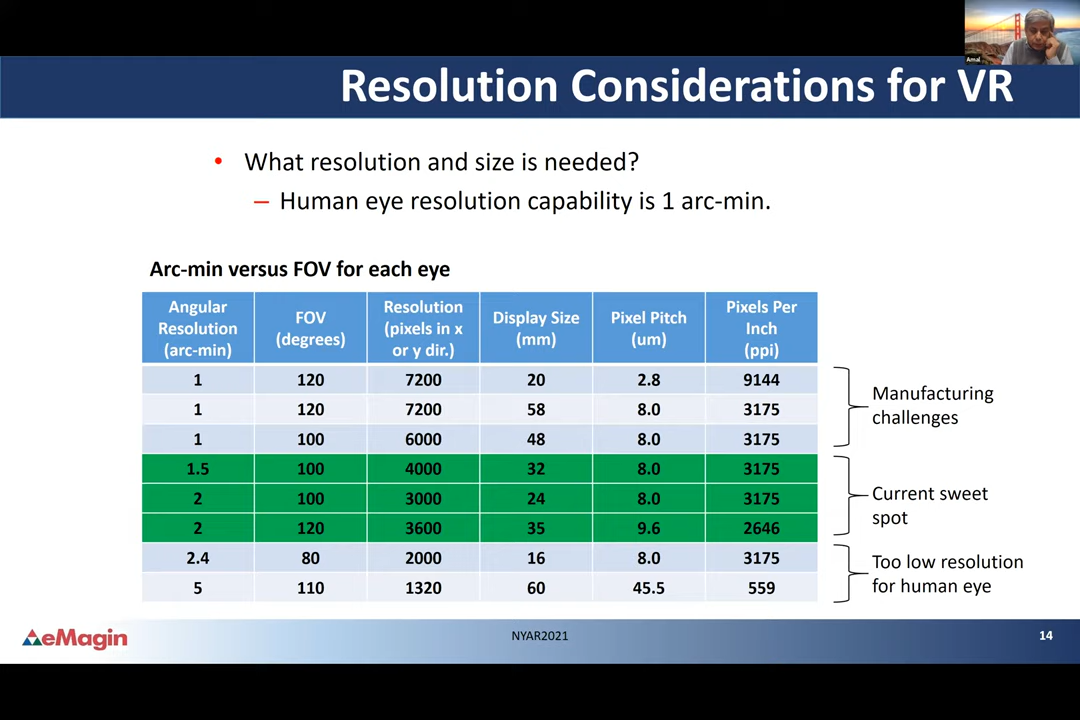 Amal
Resolution Considerations for VR
• What resolution and size is needed?
– Human eye resolution capability is 1 arc-min.
Arc-min versus FOV for each eye
Angular Resolution (arc-min) FOV (degrees) Resolution (pixels in x or y dir.) Display Size (mm) Pixel Pitch (um) Pixels Per Inch (ppi)
1 120 7200 20 2.8 9144
1 120 7200 58 8.0 3175
1 100 6000 48 8.0 3175
Manufacturing
challenges
1.5 100 4000 32 8.0 3175
2 100 3000 24 8.0 3175
2 120 3600 35 9.6 2646
Current sweet
spot
2.4 80 2000 16 8.0 3175
5 110 1320 60 45.5 559
Too low resolution
for human eye
eMagin
NYAR2021
14